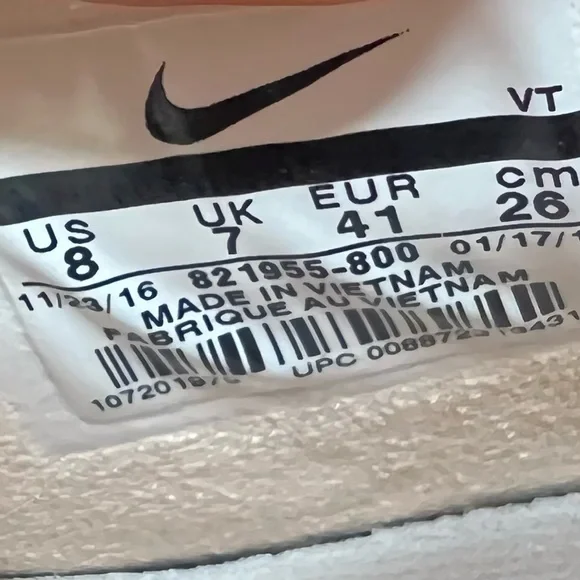 VT
US UK EUR cm
8 7 41 26
11/23/16 821955-800 01/17/1
MADE IN VIETNAM
FABRIQUE AU VIETNAM
UPC